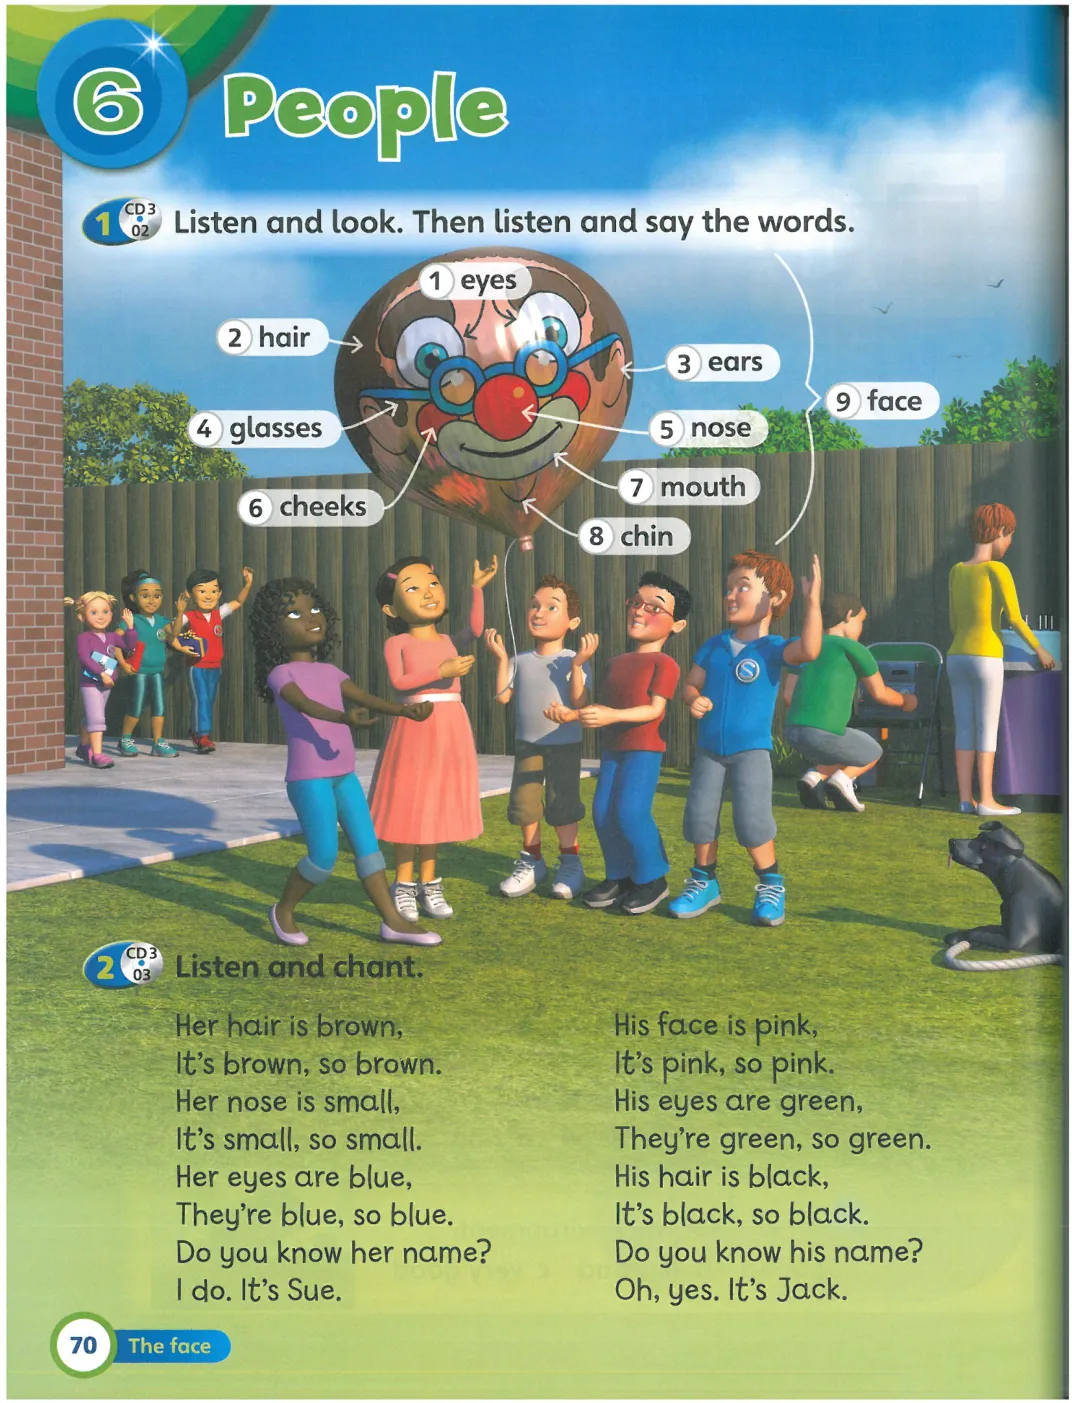 6 People
1 CD3 02 Listen and look. Then listen and say the words.
1 eyes
2 hair
3 ears
9 face
4 glasses
5 nose
7 mouth
6 cheeks
8 chin
S
2 CD3 03 Listen and chant.
Her hair is brown,
It's brown, so brown.
Her nose is small,
It's small, so small.
Her eyes are blue,
They're blue, so blue.
Do you know her name?
I do. It's Sue.
His face is pink,
It's pink, so pink.
His eyes are green,
They're green, so green.
His hair is black,
It's black, so black.
Do you know his name?
Oh, yes. It's Jack.
70 The face